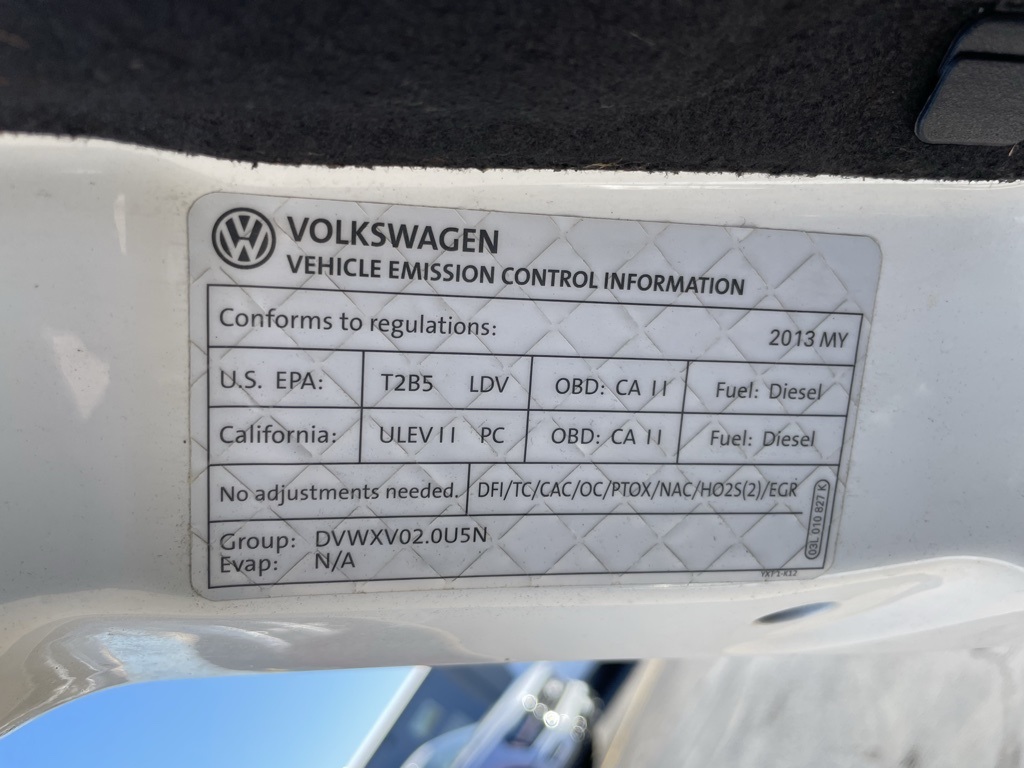 VOLKSWAGEN
VEHICLE EMISSION CONTROL INFORMATION
Conforms to regulations: 2013 MY
U.S. EPA: T2B5 LDV OBD: CA II Fuel: Diesel
California: ULEV II PC OBD: CA II Fuel: Diesel
No adjustments needed. DFI/TC/CAC/OC/PTOX/NAC/HO2S(2)/EGR
03L 010 827 K
Group: DVWXV02.0U5N
Evap: N/A